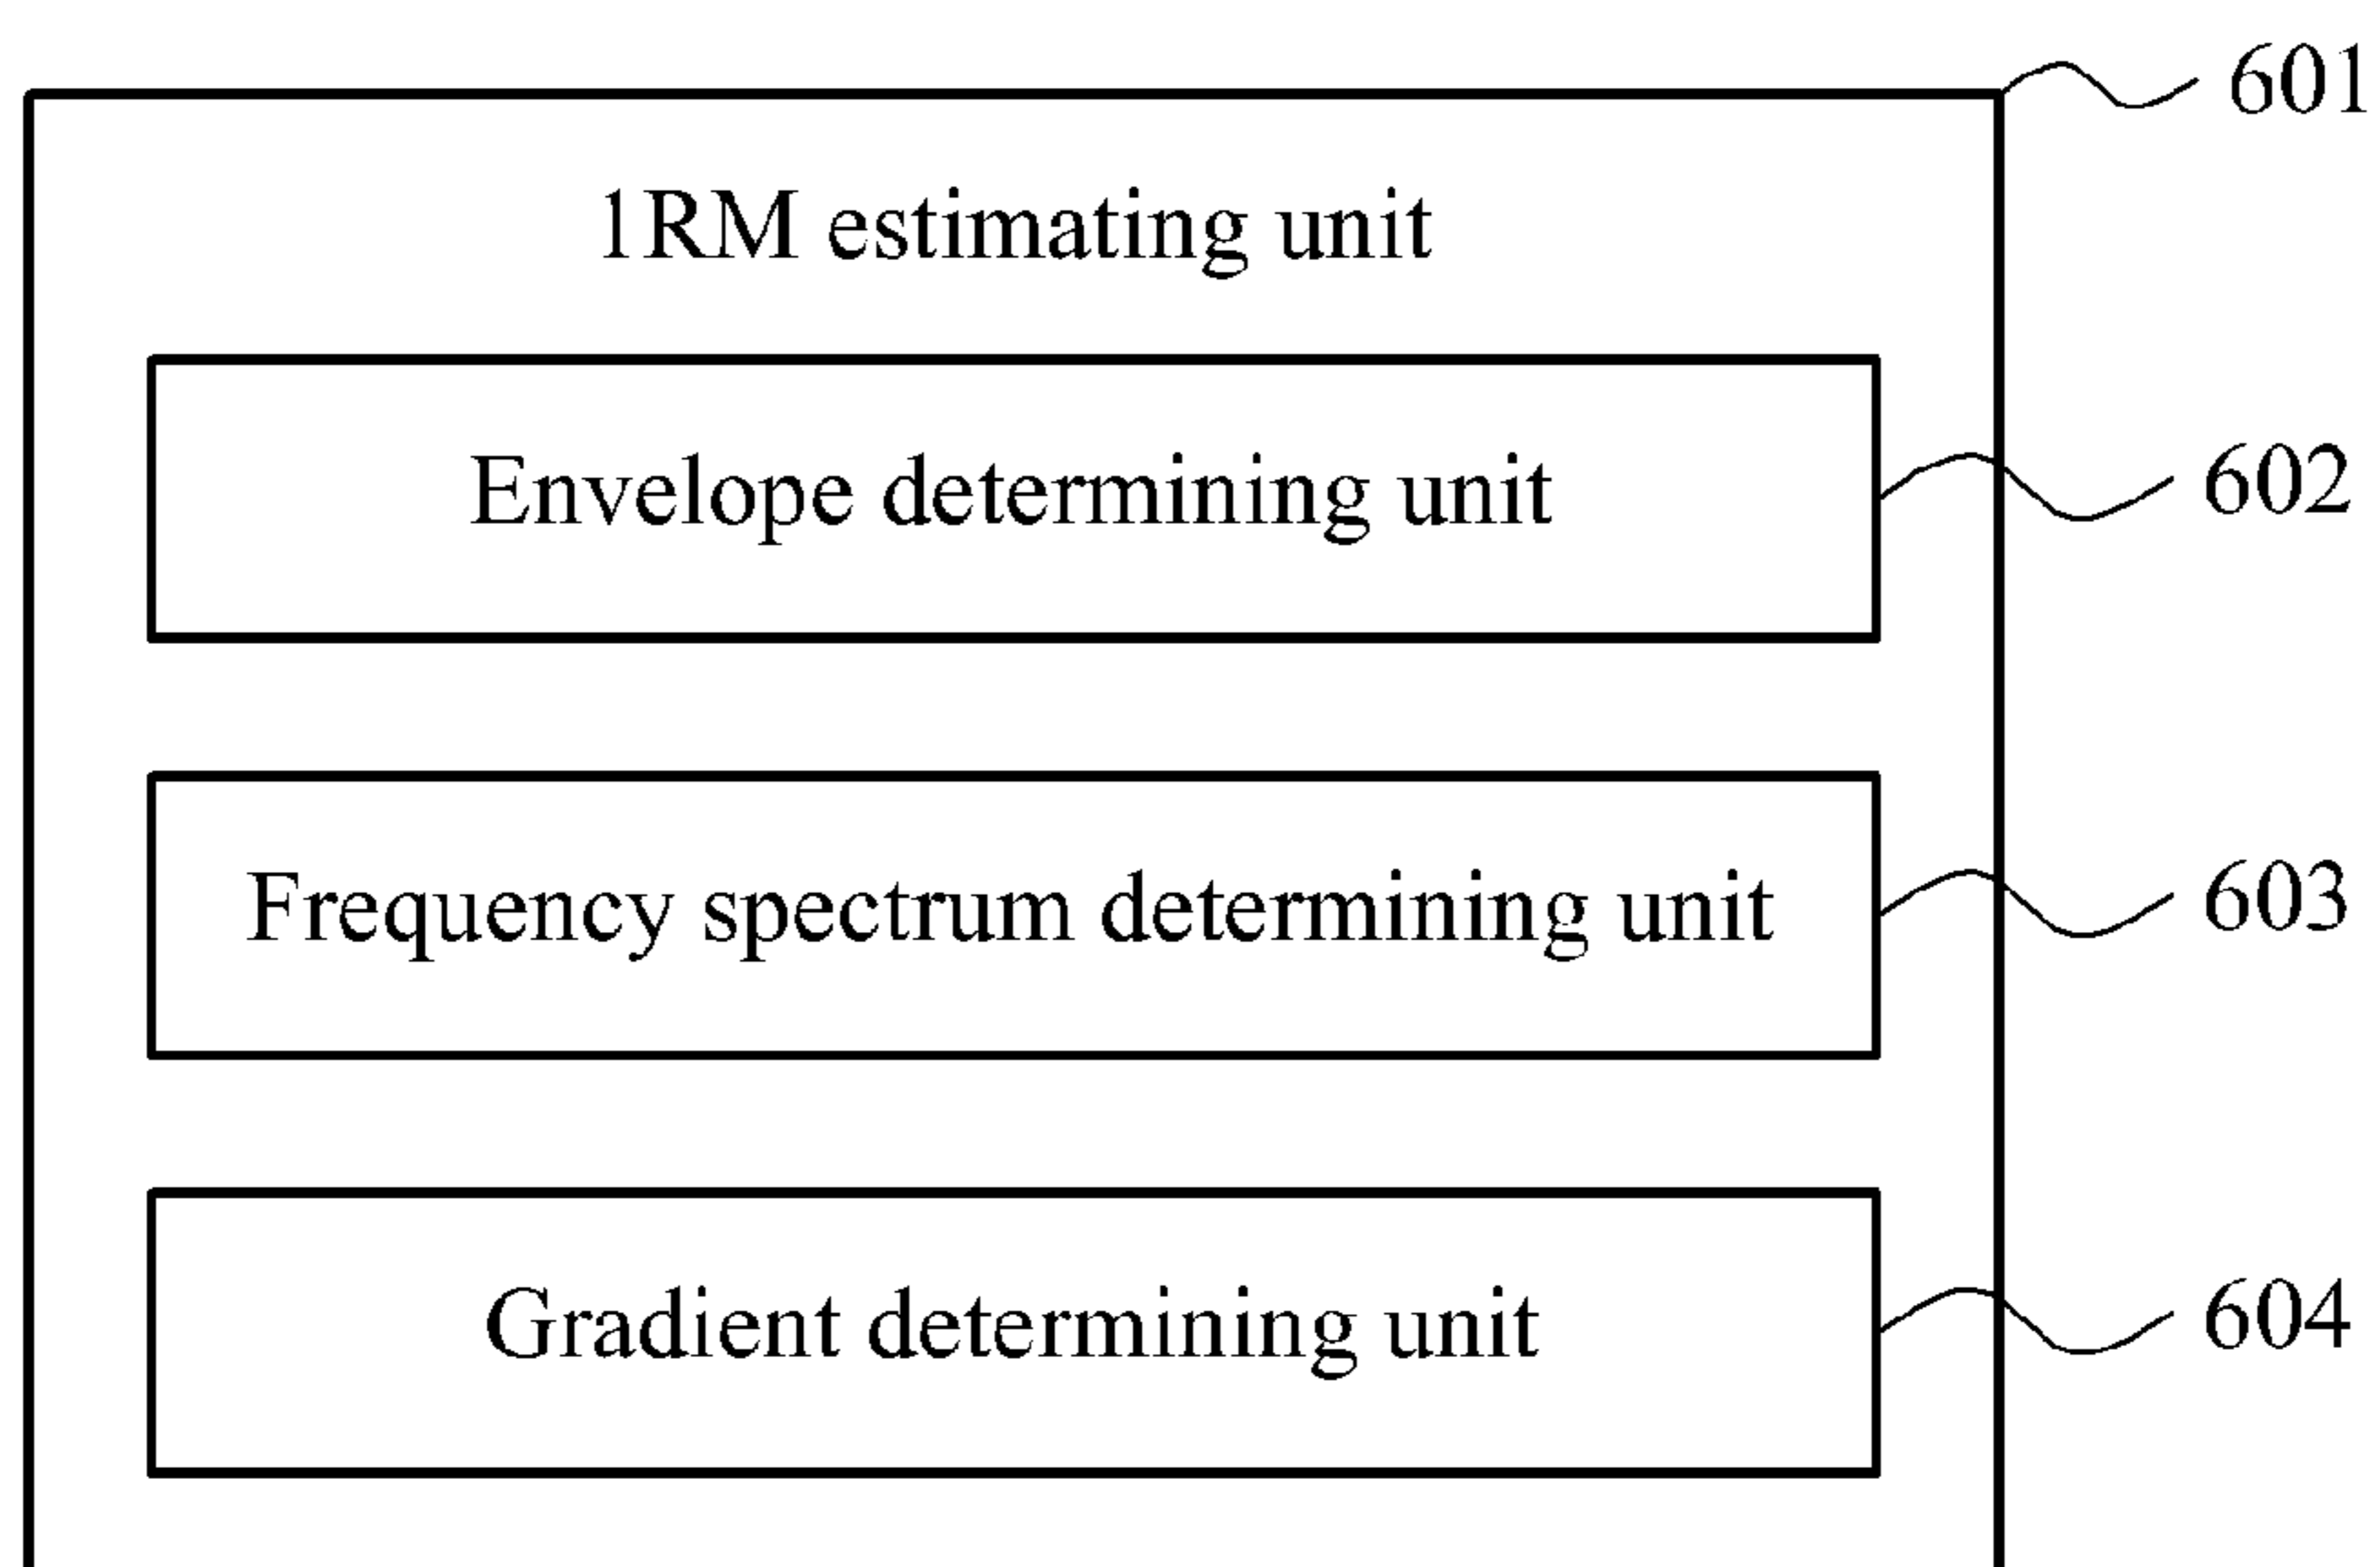 601
1RM estimating unit
Envelope determining unit
602
Frequency spectrum determining unit
603
Gradient determining unit
604